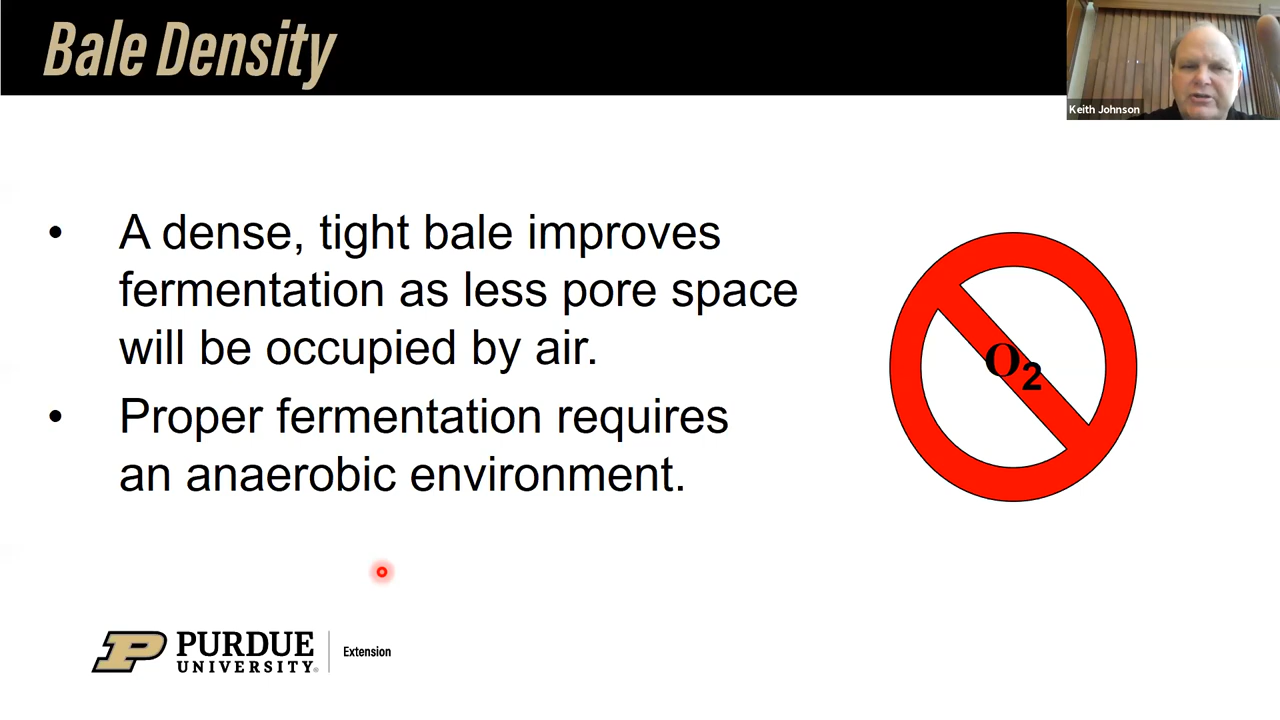 Bale Density
Keith Johnson
• A dense, tight bale improves
fermentation as less pore space
will be occupied by air.
• Proper fermentation requires
an anaerobic environment.
O2
P PURDUE
UNIVERSITY®
Extension